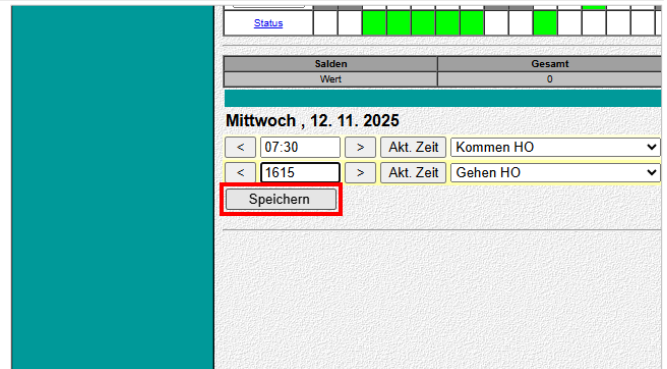 Status
Salden Gesamt
Wert 0
Mittwoch , 12. 11. 2025
< 07:30 > Akt. Zeit Kommen HO
< 1615 > Akt. Zeit Gehen HO
Speichern